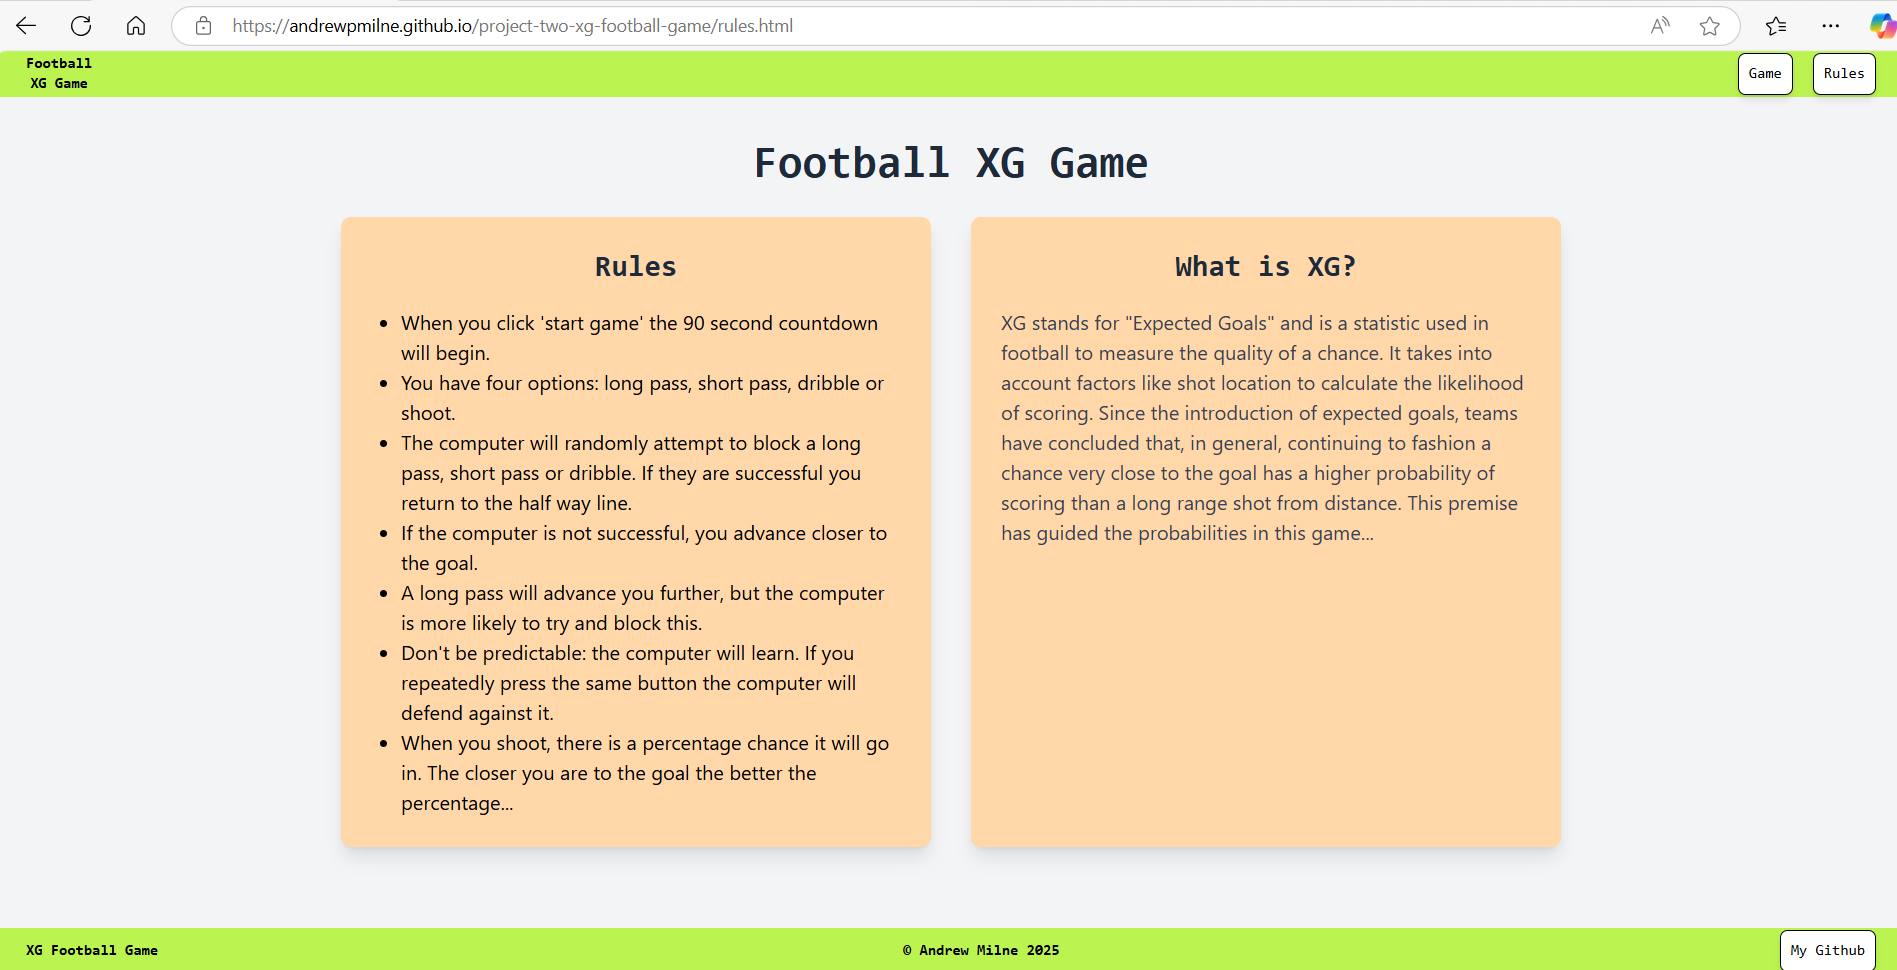 https://andrewpmilne.github.io/project-two-xg-football-game/rules.html
Football
XG Game
Game
Rules
Football XG Game
Rules
When you click 'start game' the 90 second countdown
will begin.
You have four options: long pass, short pass, dribble or
shoot.
The computer will randomly attempt to block a long
pass, short pass or dribble. If they are successful you
return to the half way line.
If the computer is not successful, you advance closer to
the goal.
A long pass will advance you further, but the computer
is more likely to try and block this.
Don't be predictable: the computer will learn. If you
repeatedly press the same button the computer will
defend against it.
When you shoot, there is a percentage chance it will go
in. The closer you are to the goal the better the
percentage...
What is XG?
XG stands for "Expected Goals" and is a statistic used in
football to measure the quality of a chance. It takes into
account factors like shot location to calculate the likelihood
of scoring. Since the introduction of expected goals, teams
have concluded that, in general, continuing to fashion a
chance very close to the goal has a higher probability of
scoring than a long range shot from distance. This premise
has guided the probabilities in this game...
XG Football Game
© Andrew Milne 2025
My Github